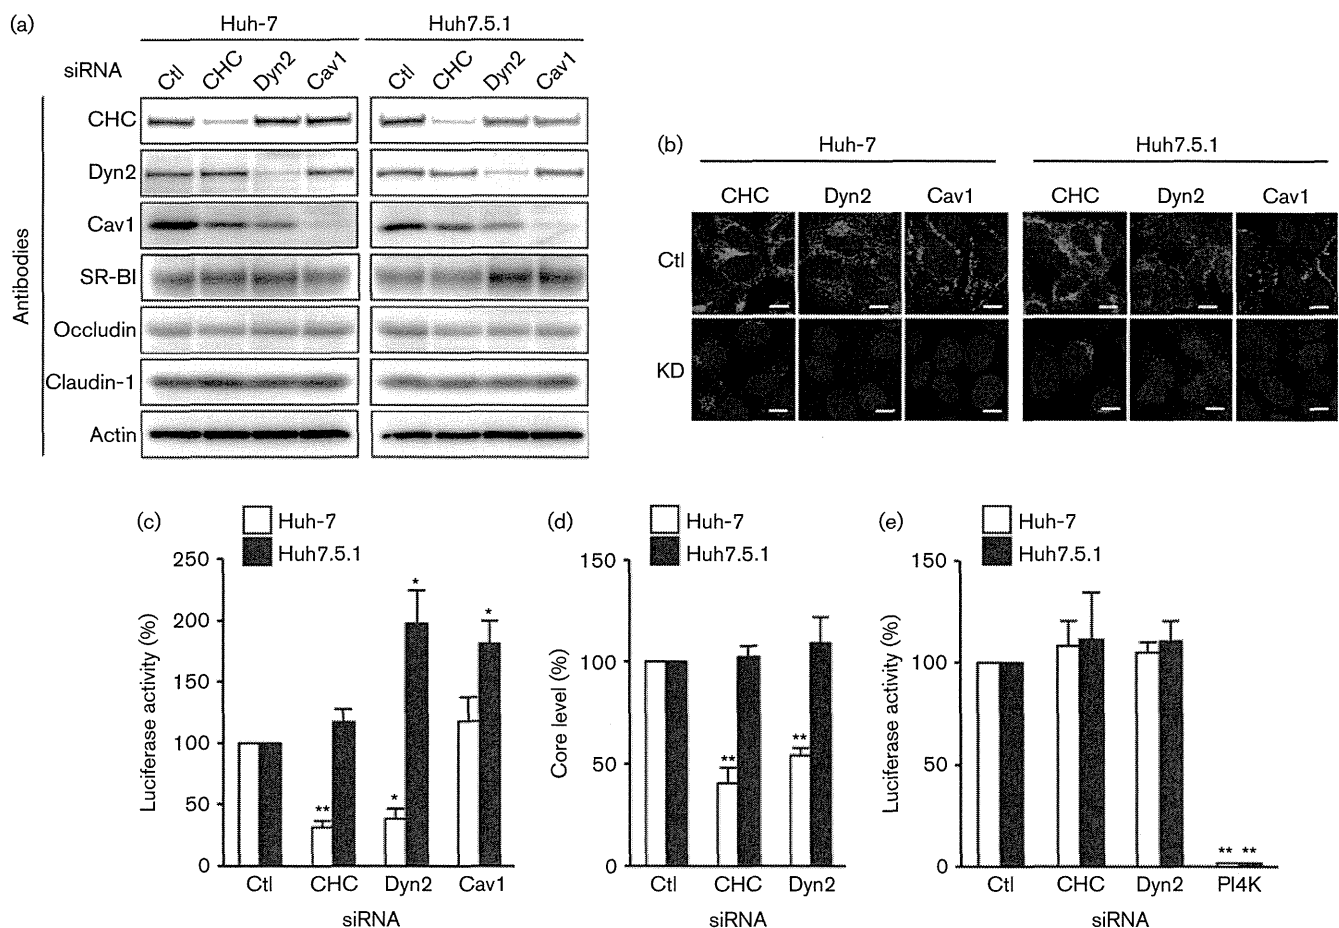 (a)
Huh-7 Huh7.5.1
siRNA Ctl CHC Dyn2 Cav1 Ctl CHC Dyn2 Cav1
Antibodies
CHC
Dyn2
Cav1
SR-BI
Occludin
Claudin-1
Actin
(b)
Huh-7 Huh7.5.1
CHC Dyn2 Cav1 CHC Dyn2 Cav1
Ctl
KD
(c)
Huh-7
Huh7.5.1
Luciferase activity (%)
250
200
150
100
50
0
* * ** *
Ctl CHC Dyn2 Cav1
siRNA
(d)
Huh-7
Huh7.5.1
Core level (%)
150
100
50
0
** **
Ctl CHC Dyn2
siRNA
(e)
Huh-7
Huh7.5.1
Luciferase activity (%)
150
100
50
0
** **
Ctl CHC Dyn2 PI4K
siRNA